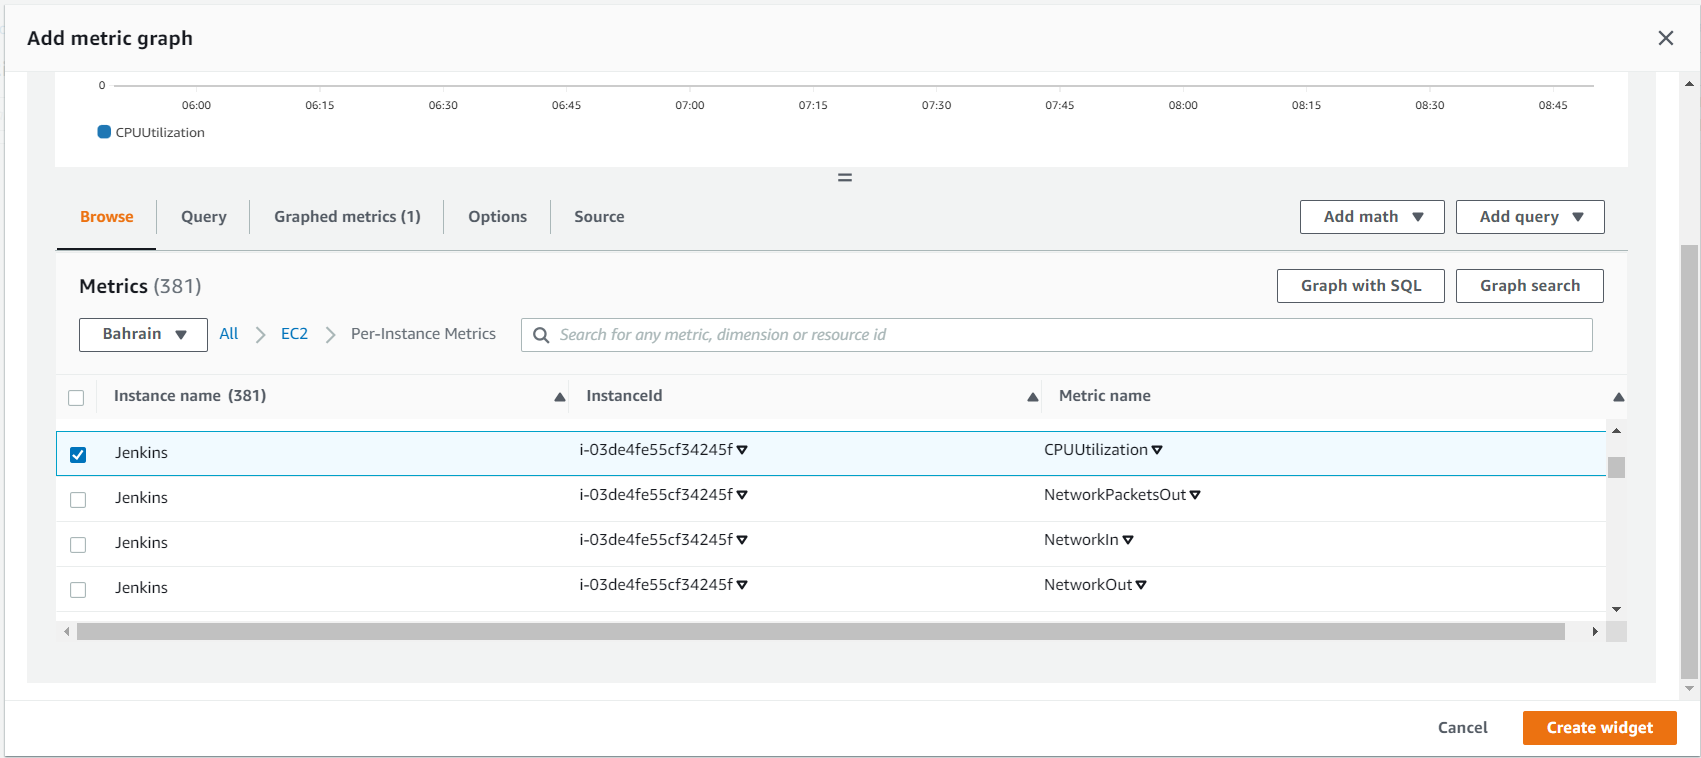 Add metric graph
0
06:00 06:15 06:30 06:45 07:00 07:15 07:30 07:45 08:00 08:15 08:30 08:45
CPUUtilization
Browse Query Graphed metrics (1) Options Source Add math Add query
Metrics (381) Graph with SQL Graph search
Bahrain All EC2 Per-Instance Metrics Search for any metric, dimension or resource id
Instance name (381) InstanceId Metric name
Jenkins i-03de4fe55cf34245f CPUUtilization
Jenkins i-03de4fe55cf34245f NetworkPacketsOut
Jenkins i-03de4fe55cf34245f NetworkIn
Jenkins i-03de4fe55cf34245f NetworkOut
Cancel Create widget